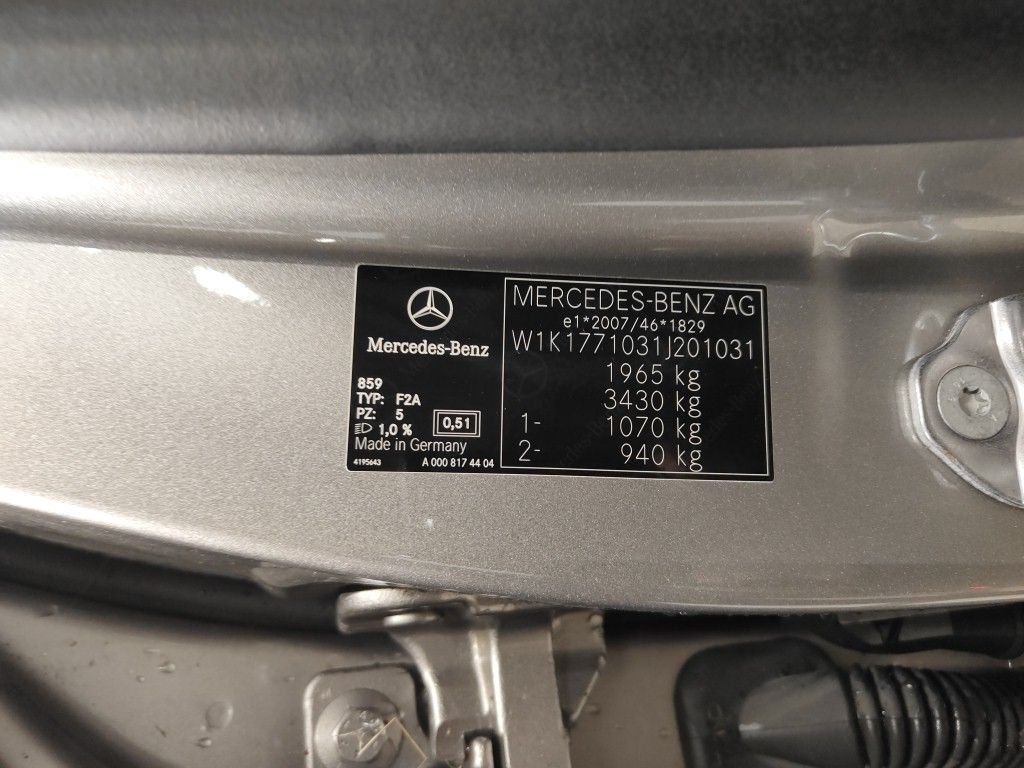 Mercedes-Benz
859
TYP: F2A
PZ: 5
1,0 %
0,51
Made in Germany
4195643 A 000 817 44 04
MERCEDES-BENZ AG
e1*2007/46*1829
W1K1771031J201031
1965 kg
3430 kg
1- 1070 kg
2- 940 kg